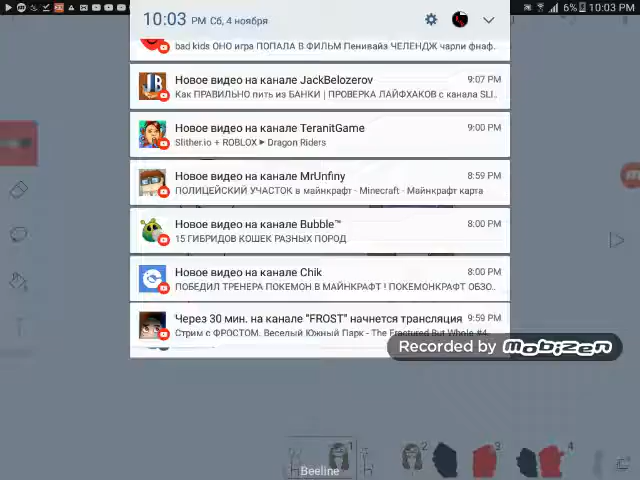 6% 10:03 PM
10:03 PM Сб, 4 ноября
bad kids ОНО игра ПОПАЛА В ФИЛЬМ Пенивайз ЧЕЛЕНДЖ чарли фнаф.
Новое видео на канале JackBelozerov 9:07 PM
Как ПРАВИЛЬНО пить из БАНКИ | ПРОВЕРКА ЛАЙФХАКОВ с канала SLI..
Новое видео на канале TeranitGame 9:00 PM
Slither.io + ROBLOX ► Dragon Riders
Новое видео на канале MrUnfiny 8:59 PM
ПОЛИЦЕЙСКИЙ УЧАСТОК в майнкрафт - Minecraft - Майнкрафт карта
Новое видео на канале Bubble™ 8:00 PM
15 ГИБРИДОВ КОШЕК РАЗНЫХ ПОРОД
Новое видео на канале Chik 8:00 PM
ПОБЕДИЛ ТРЕНЕРА ПОКЕМОН В МАЙНКРАФТ ! ПОКЕМОНКРАФТ ОБЗО..
Через 30 мин. на канале "FROST" начнется трансляция 9:59 PM
Стрим с ФРОСТОМ. Веселый Южный Парк - The Fractured But Whole #4.
Recorded by Mobizen
1 2 3 4
Beeline